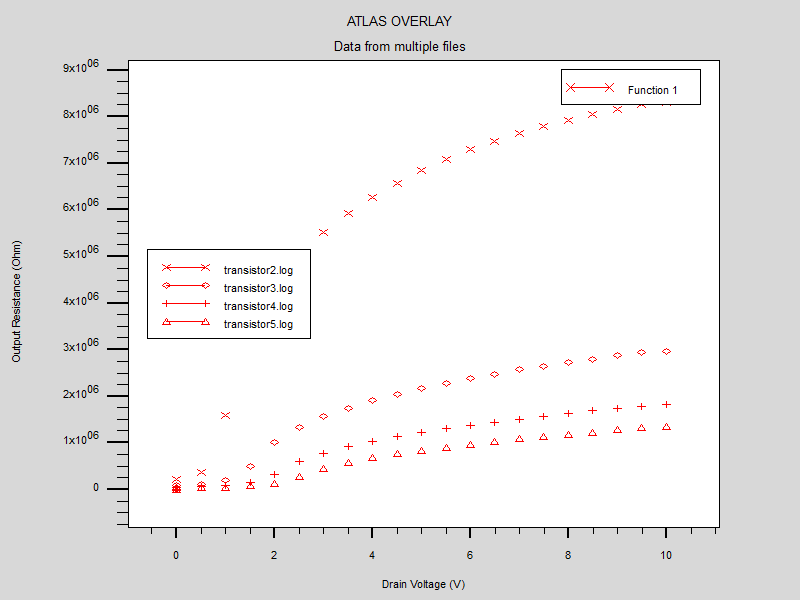 ATLAS OVERLAY
Data from multiple files
Function 1
9x10^06
8x10^06
7x10^06
6x10^06
5x10^06
4x10^06
3x10^06
2x10^06
1x10^06
0
Output Resistance (Ohm)
transistor2.log
transistor3.log
transistor4.log
transistor5.log
0 2 4 6 8 10
Drain Voltage (V)